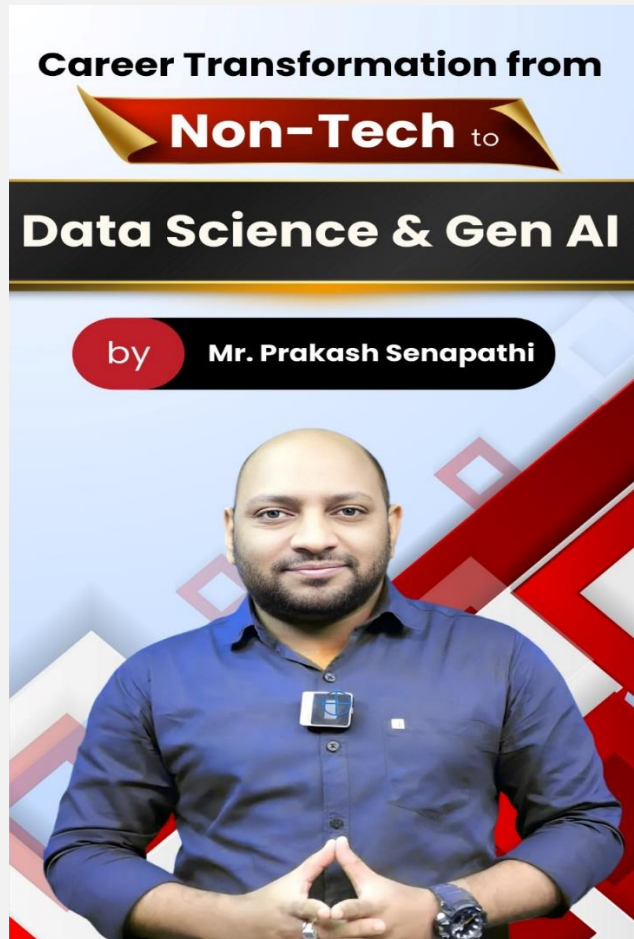 Career Transformation from
Non-Tech to
Data Science & Gen AI
by Mr. Prakash Senapathi